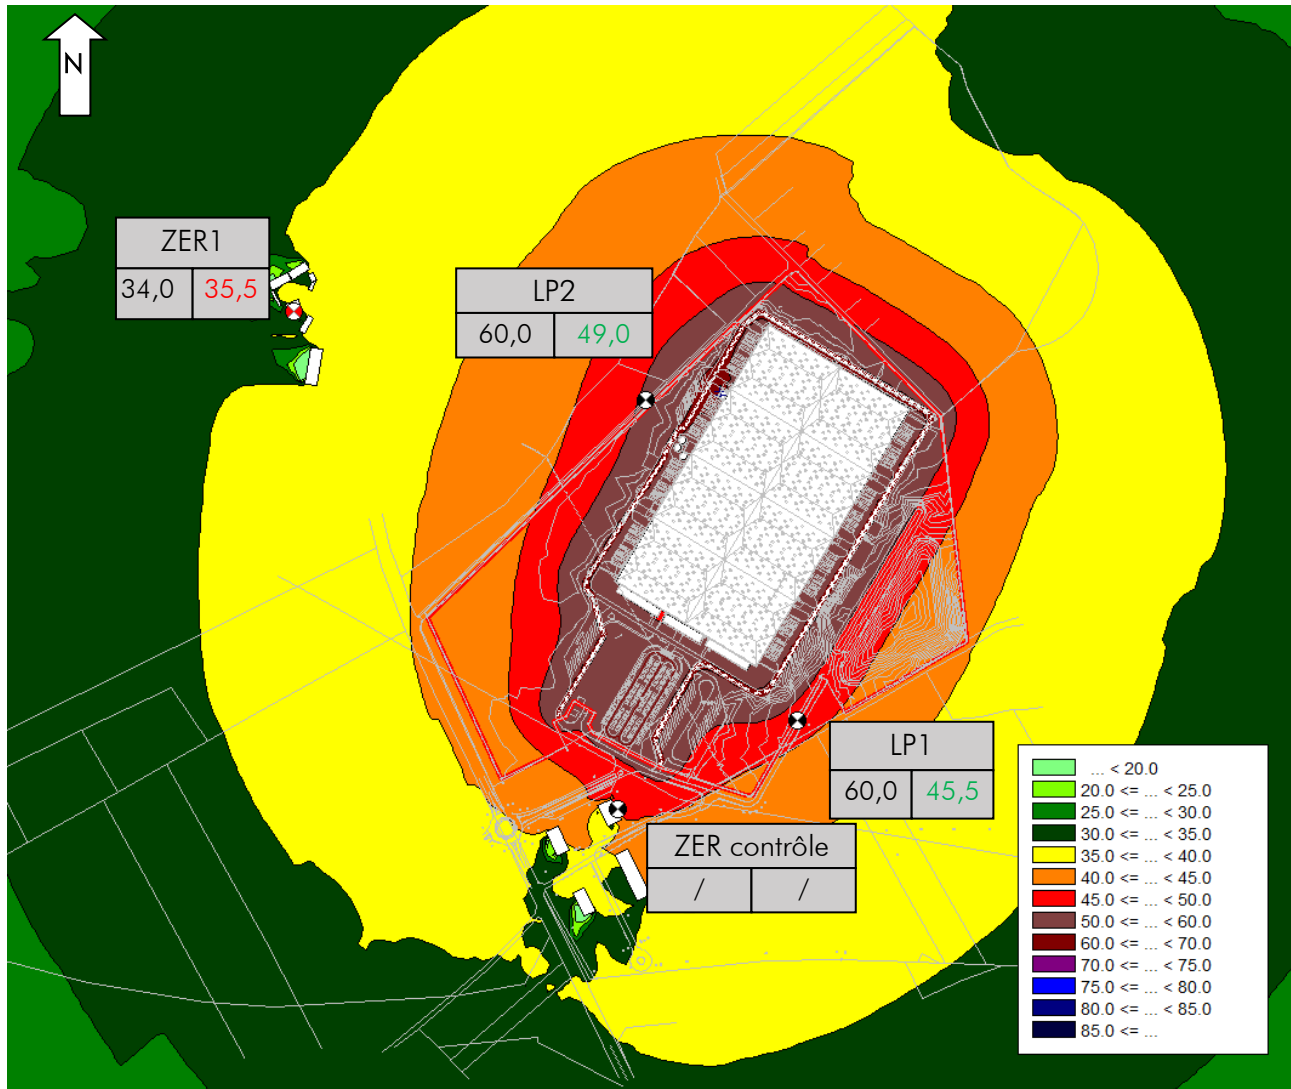 N
ZER1
34,0 35,5
LP2
60,0 49,0
LP1
60,0 45,5
ZER contrôle
/ /
... < 20.0
20.0 <= ... < 25.0
25.0 <= ... < 30.0
30.0 <= ... < 35.0
35.0 <= ... < 40.0
40.0 <= ... < 45.0
45.0 <= ... < 50.0
50.0 <= ... < 60.0
60.0 <= ... < 70.0
70.0 <= ... < 75.0
75.0 <= ... < 80.0
80.0 <= ... < 85.0
85.0 <= ...